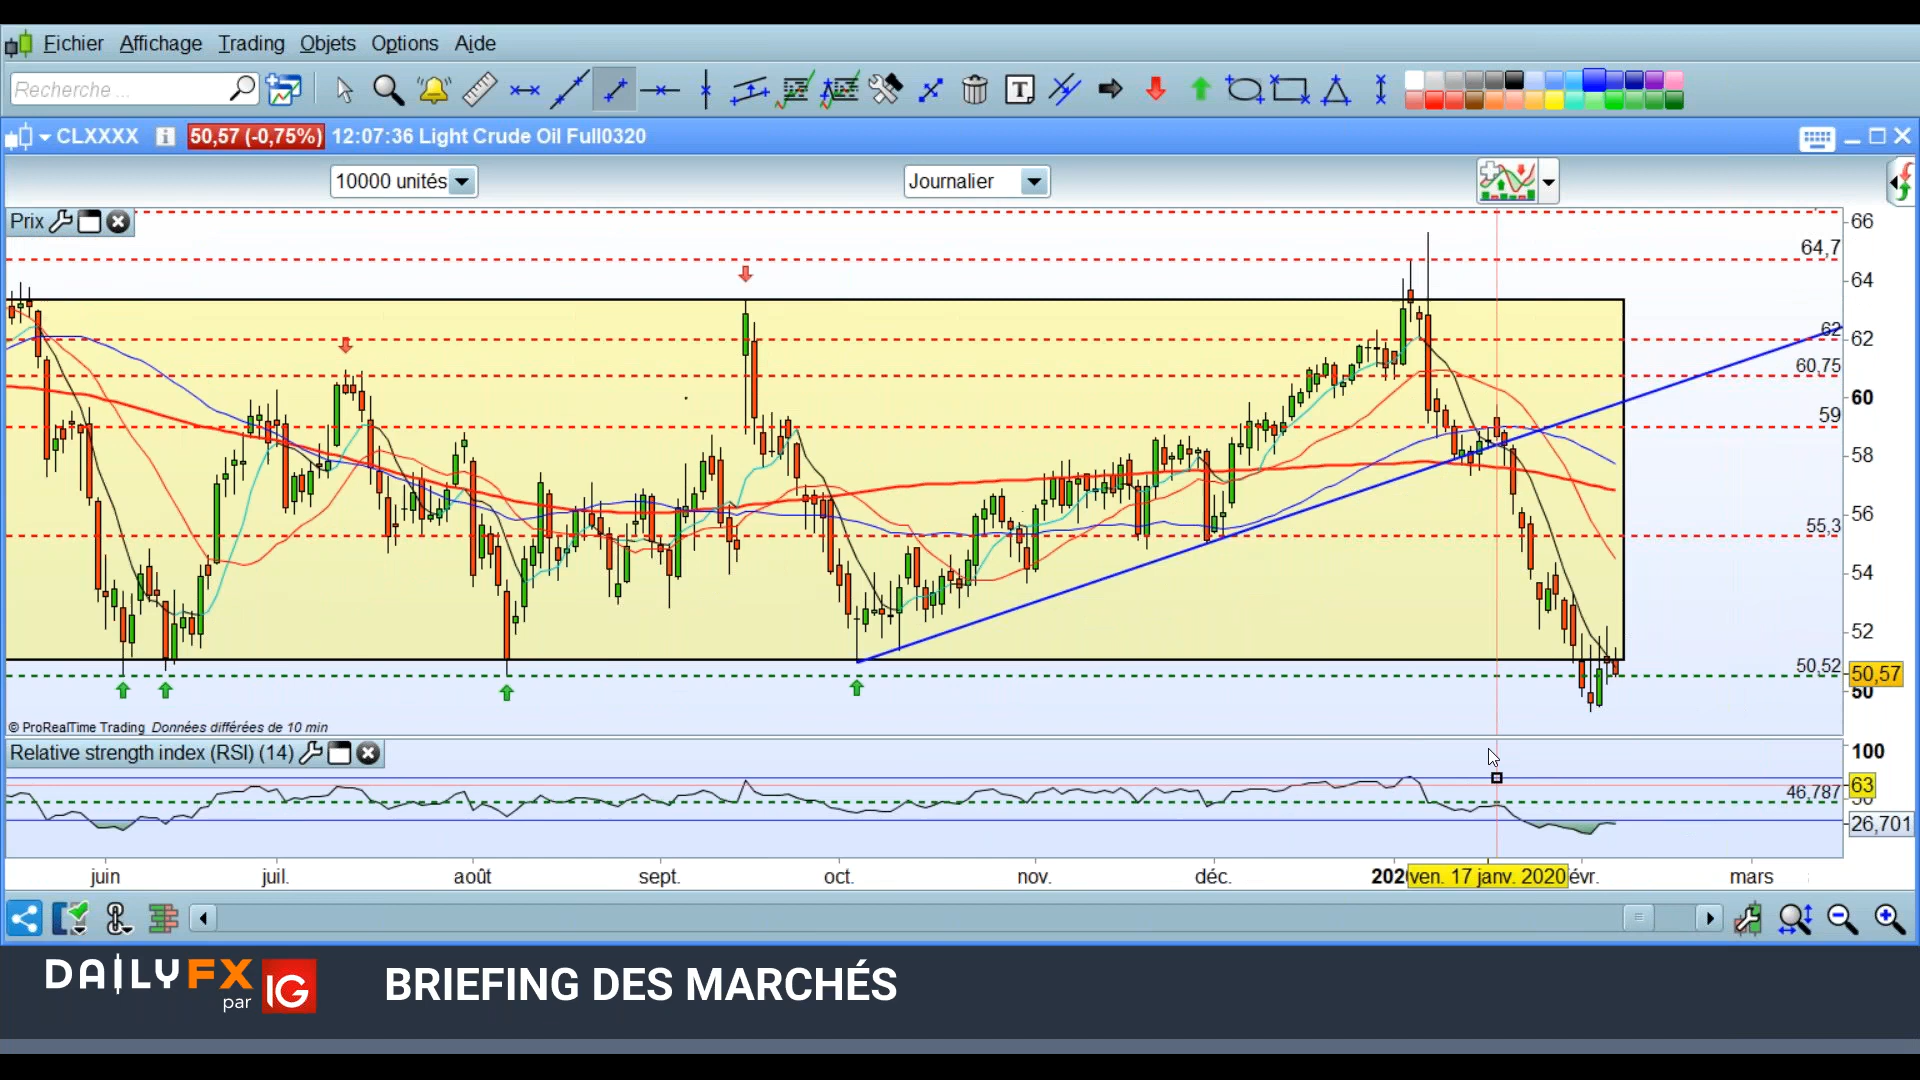 Fichier Affichage Trading Objets Options Aide
Recherche ...
T
CLXXXX i 50,57 (-0,75%) 12:07:36 Light Crude Oil Full0320
10000 unités Journalier
Prix
66
64,7
64
62
62
60,75
60
59
58
56
55,3
54
52
50,52
50,57
50
© ProRealTime Trading Données différées de 10 min
Relative strength index (RSI) (14)
100
63
46,787
26,701
juin juil. août sept. oct. nov. déc. ven. 17 janv. 2020 mars
DAILYFX
par IG
BRIEFING DES MARCHÉS